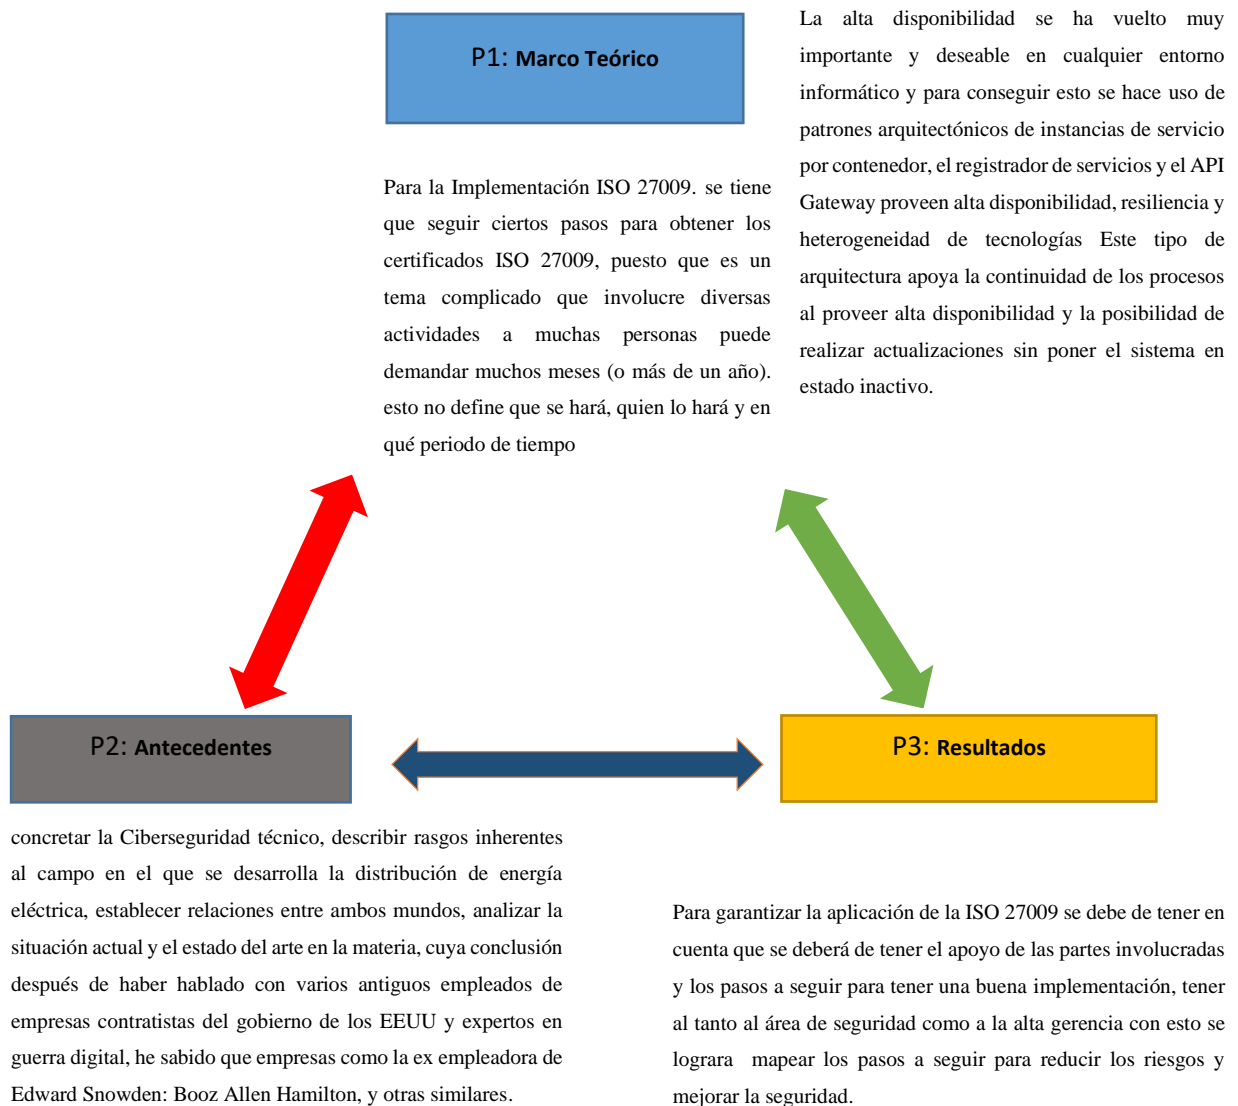 P1: Marco Teórico
Para la Implementación ISO 27009. se tiene
que seguir ciertos pasos para obtener los
certificados ISO 27009, puesto que es un
tema complicado que involucre diversas
actividades a muchas personas puede
demandar muchos meses (o más de un año).
esto no define que se hará, quien lo hará y en
qué periodo de tiempo
La alta disponibilidad se ha vuelto muy
importante y deseable en cualquier entorno
informático y para conseguir esto se hace uso de
patrones arquitectónicos de instancias de servicio
por contenedor, el registrador de servicios y el API
Gateway proveen alta disponibilidad, resiliencia y
heterogeneidad de tecnologías Este tipo de
arquitectura apoya la continuidad de los procesos
al proveer alta disponibilidad y la posibilidad de
realizar actualizaciones sin poner el sistema en
estado inactivo.
P2: Antecedentes
concretar la Ciberseguridad técnico, describir rasgos inherentes
al campo en el que se desarrolla la distribución de energía
eléctrica, establecer relaciones entre ambos mundos, analizar la
situación actual y el estado del arte en la materia, cuya conclusión
después de haber hablado con varios antiguos empleados de
empresas contratistas del gobierno de los EEUU y expertos en
guerra digital, he sabido que empresas como la ex empleadora de
Edward Snowden: Booz Allen Hamilton, y otras similares.
P3: Resultados
Para garantizar la aplicación de la ISO 27009 se debe de tener en
cuenta que se deberá de tener el apoyo de las partes involucradas
y los pasos a seguir para tener una buena implementación, tener
al tanto al área de seguridad como a la alta gerencia con esto se
lograra mapear los pasos a seguir para reducir los riesgos y
mejorar la seguridad.